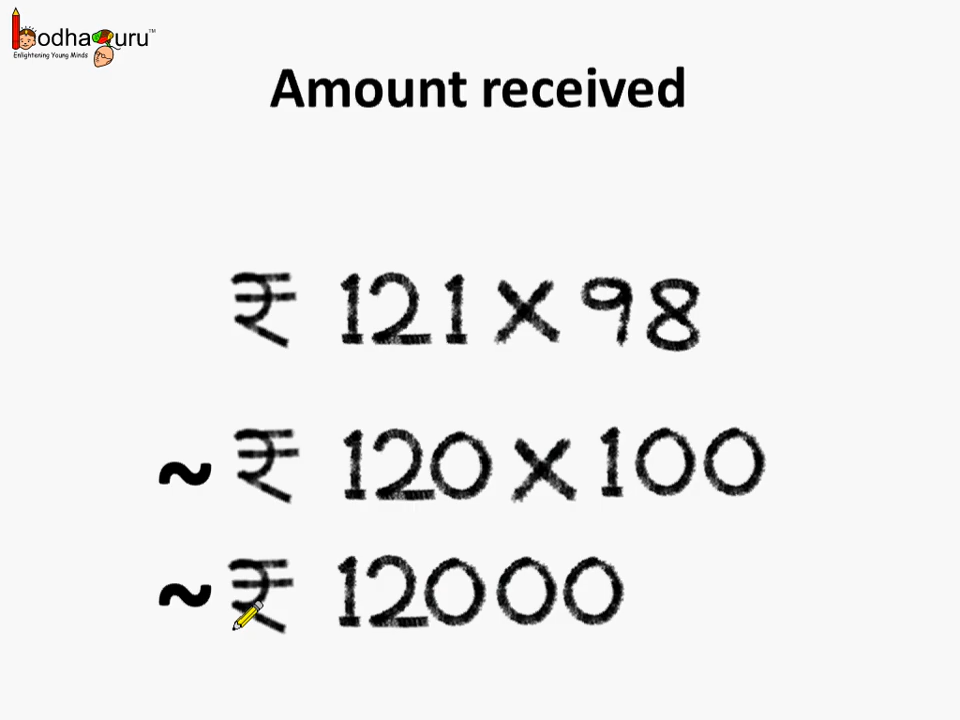 bodhaguru™
Enlightening Young Minds
Amount received
₹ 121 x 98
~ ₹ 120 x 100
~ ₹ 12000